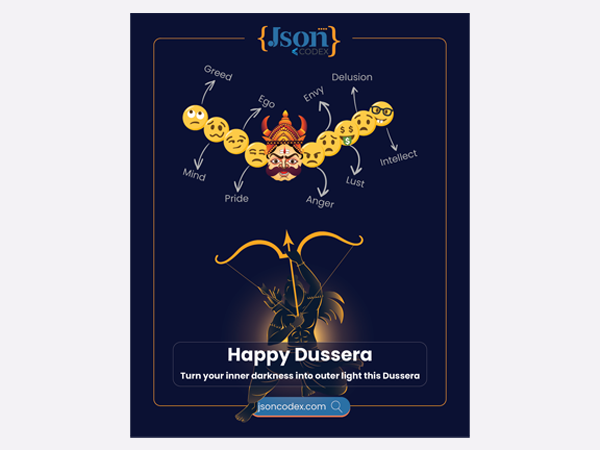 {Json}
<CODEX
Greed
Ego
Envy
Delusion
Mind
Pride
Anger
Lust
Intellect
$ $
$
Happy Dussera
Turn your inner darkness into outer light this Dussera
jsoncodex.com